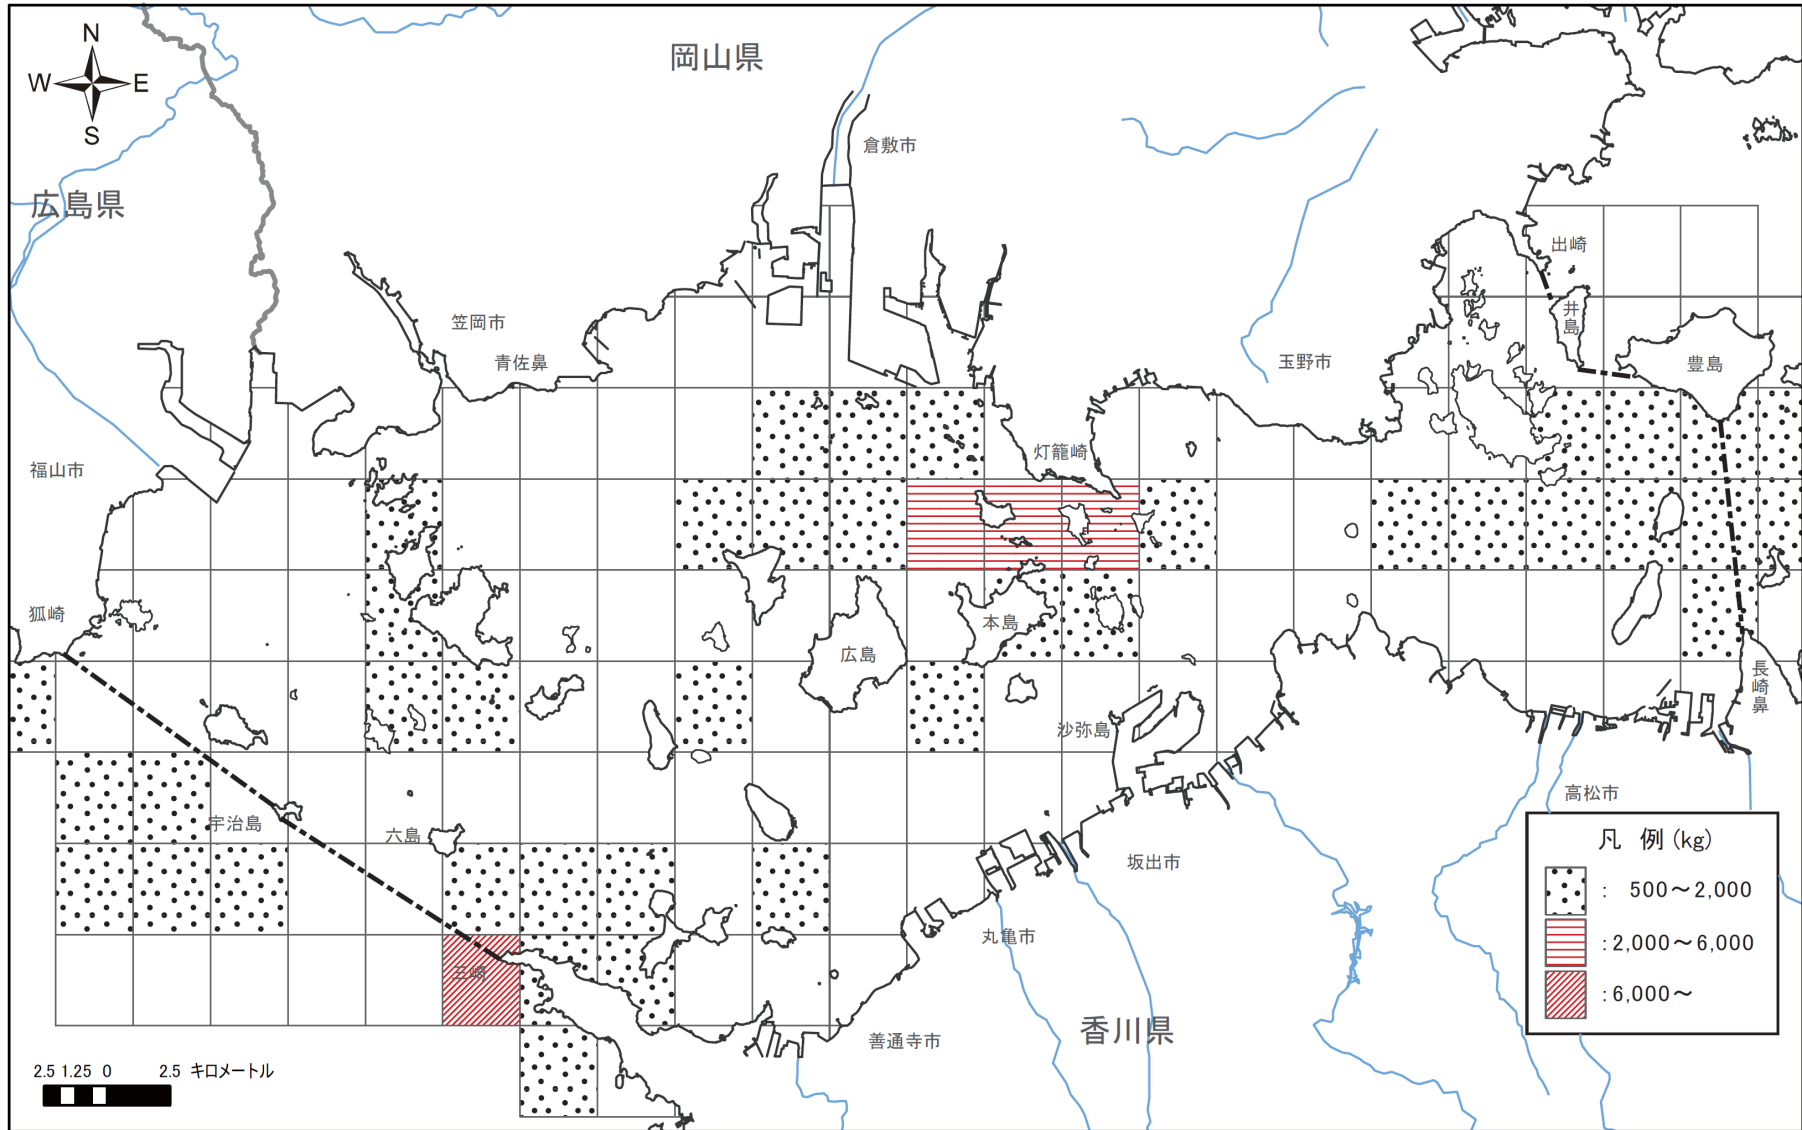 N
W E
S
岡山県
広島県
倉敷市
出崎
井島
笠岡市
青佐鼻
玉野市
豊島
福山市
灯籠崎
狐崎
本島
広島
長崎鼻
沙弥島
高松市
宇治島
六島
坂出市
丸亀市
三崎
善通寺市
香川県
凡 例 (kg)
: 500～2,000
:2,000～6,000
:6,000～
2.5 1.25 0 2.5 キロメートル